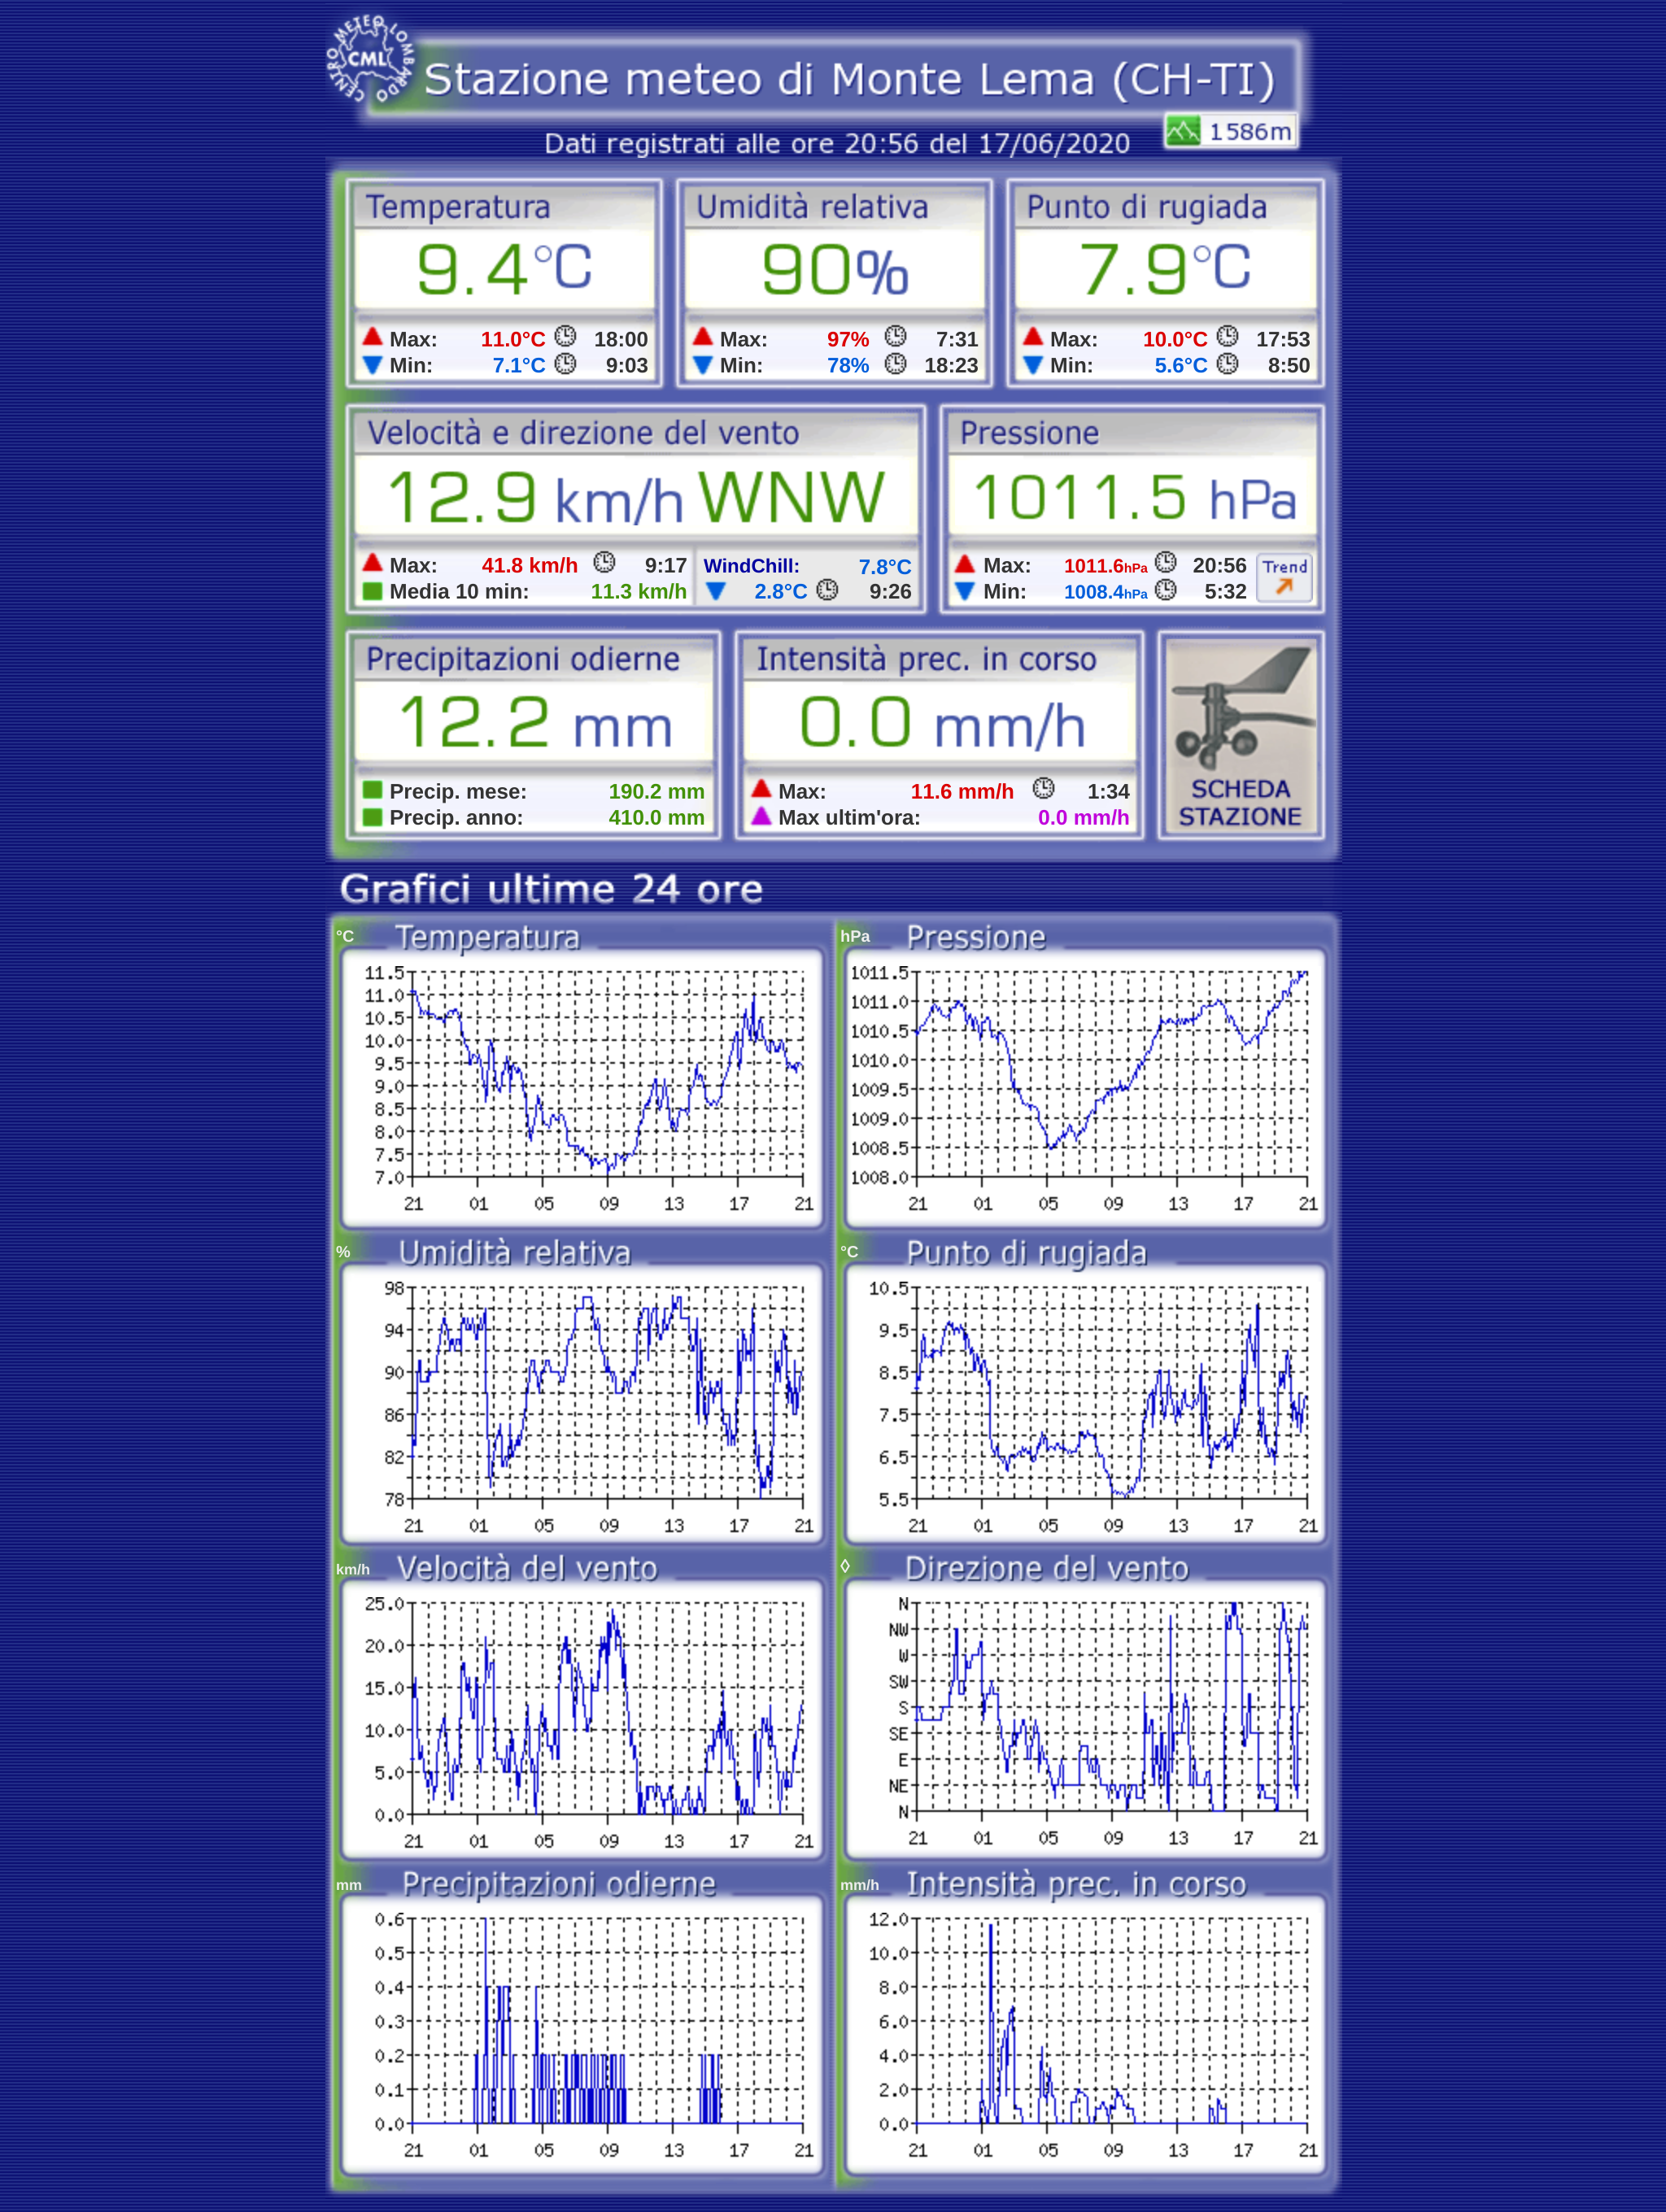 CENTRO METEO LOMBARDO
CML
Stazione meteo di Monte Lema (CH-TI)
Dati registrati alle ore 20:56 del 17/06/2020
1586m
Temperatura
9.4°C
Max: 11.0°C 18:00
Min: 7.1°C 9:03
Umidità relativa
90%
Max: 97% 7:31
Min: 78% 18:23
Punto di rugiada
7.9°C
Max: 10.0°C 17:53
Min: 5.6°C 8:50
Velocità e direzione del vento
12.9 km/h WNW
Max: 41.8 km/h 9:17
Media 10 min: 11.3 km/h
WindChill: 7.8°C
2.8°C 9:26
Pressione
1011.5 hPa
Max: 1011.6hPa 20:56
Min: 1008.4hPa 5:32
Trend
Precipitazioni odierne
12.2 mm
Precip. mese: 190.2 mm
Precip. anno: 410.0 mm
Intensità prec. in corso
0.0 mm/h
Max: 11.6 mm/h 1:34
Max ultim'ora: 0.0 mm/h
SCHEDA
STAZIONE
Grafici ultime 24 ore
°C Temperatura
11.5
11.0
10.5
10.0
9.5
9.0
8.5
8.0
7.5
7.0
21 01 05 09 13 17 21
hPa Pressione
1011.5
1011.0
1010.5
1010.0
1009.5
1009.0
1008.5
1008.0
21 01 05 09 13 17 21
% Umidità relativa
98
94
90
86
82
78
21 01 05 09 13 17 21
°C Punto di rugiada
10.5
9.5
8.5
7.5
6.5
5.5
21 01 05 09 13 17 21
km/h Velocità del vento
25.0
20.0
15.0
10.0
5.0
0.0
21 01 05 09 13 17 21
◊ Direzione del vento
N
NW
W
SW
S
SE
E
NE
N
21 01 05 09 13 17 21
mm Precipitazioni odierne
0.6
0.5
0.4
0.3
0.2
0.1
0.0
21 01 05 09 13 17 21
mm/h Intensità prec. in corso
12.0
10.0
8.0
6.0
4.0
2.0
0.0
21 01 05 09 13 17 21